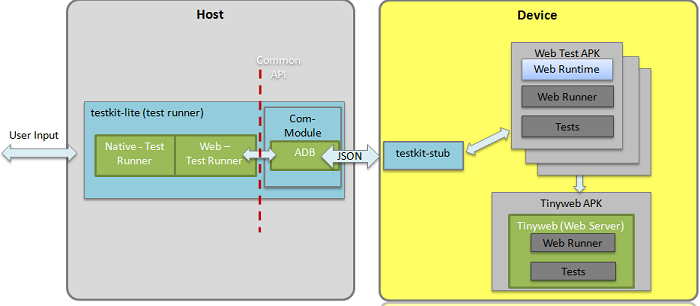 Host
Device
Common
API
Web Test APK
Web Runtime
Web Runner
Tests
testkit-lite (test runner)
Com-
Module
User Input
Native - Test
Runner
Web –
Test Runner
ADB
JSON
testkit-stub
Tinyweb APK
Tinyweb (Web Server)
Web Runner
Tests